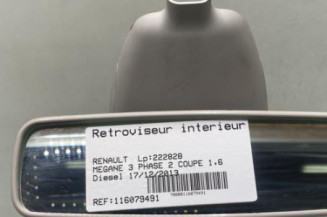 Retroviseur interieur
RENAULT Lp:222828
MEGANE 3 PHASE 2 COUPE 1.6
Diesel 17/12/2013
REF:116079491